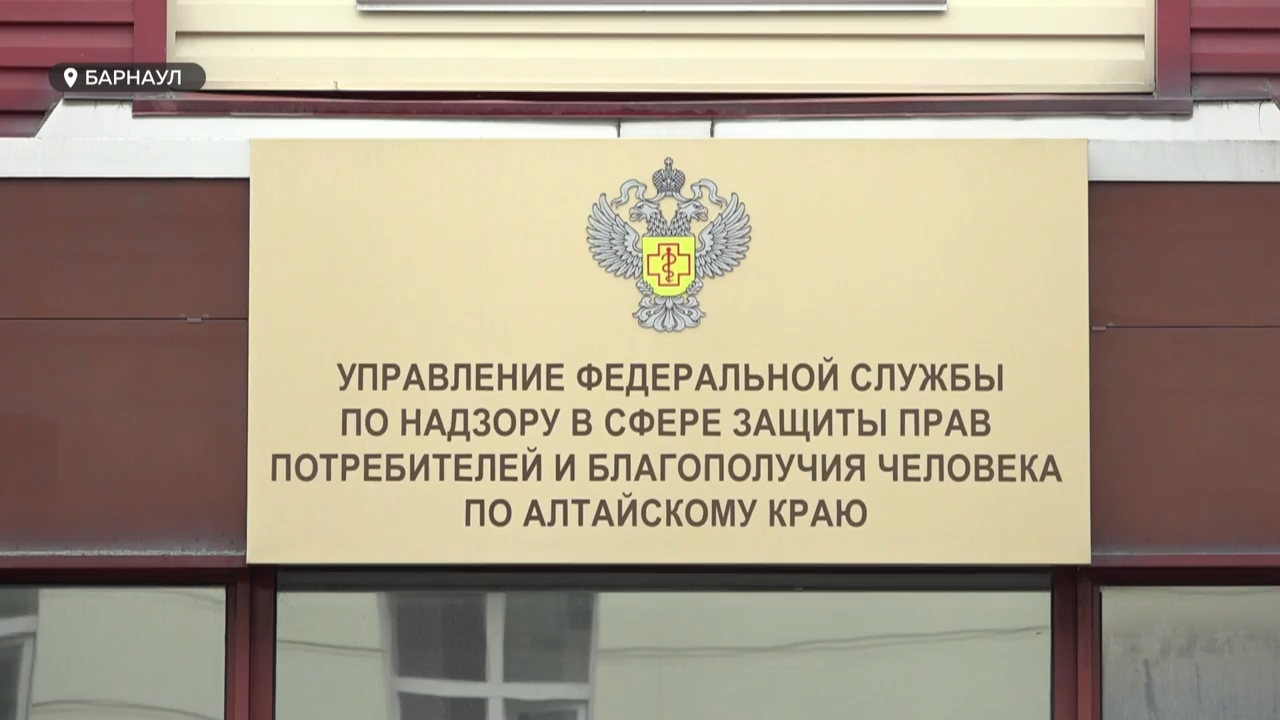 БАРНАУЛ
УПРАВЛЕНИЕ ФЕДЕРАЛЬНОЙ СЛУЖБЫ
ПО НАДЗОРУ В СФЕРЕ ЗАЩИТЫ ПРАВ
ПОТРЕБИТЕЛЕЙ И БЛАГОПОЛУЧИЯ ЧЕЛОВЕКА
ПО АЛТАЙСКОМУ КРАЮ